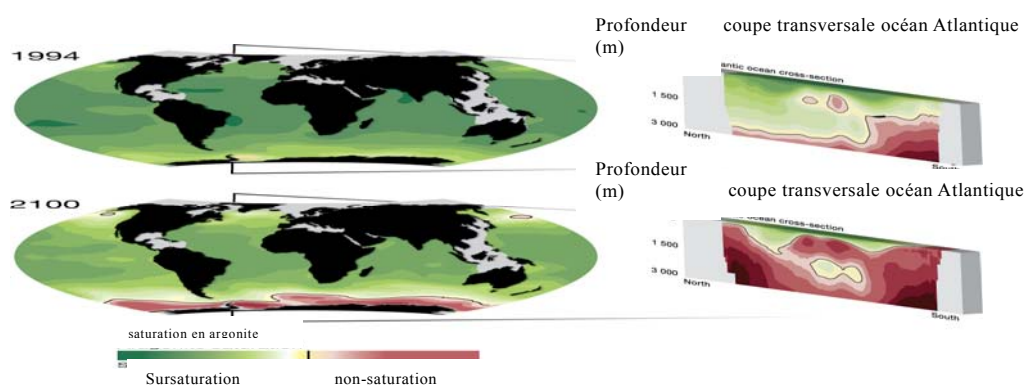 1994
Profondeur
(m)
coupe transversale océan Atlantique
antic ocean cross-section
1 500
3 000
North
South
2100
Profondeur
(m)
coupe transversale océan Atlantique
ocean cross-section
1 500
3 000
North
South
saturation en argonite
Sursaturation
non-saturation